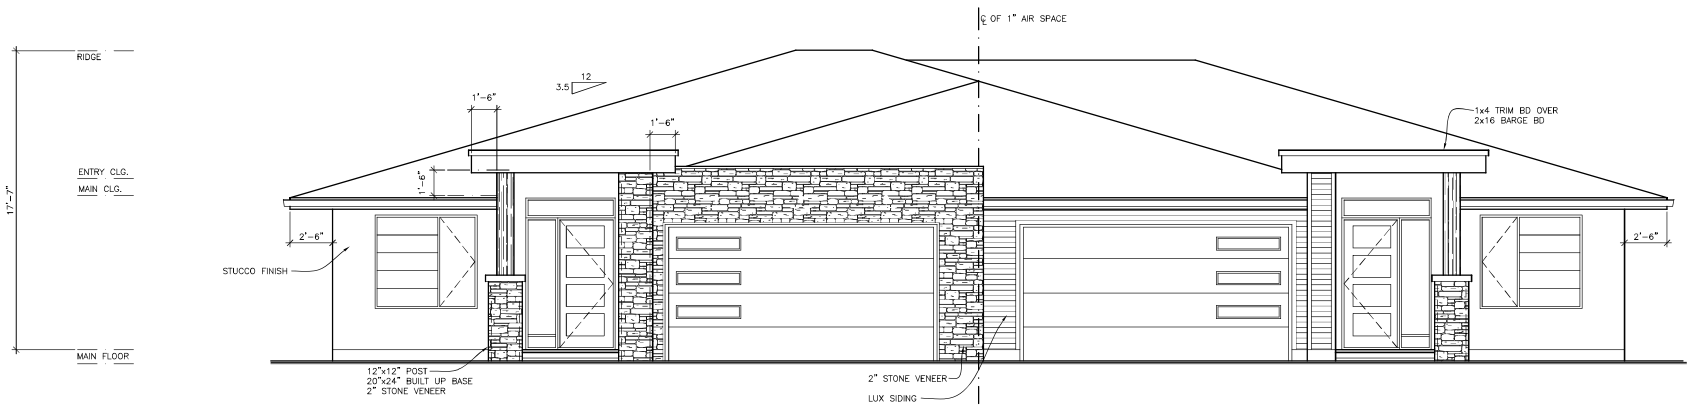 ℄ OF 1" AIR SPACE
RIDGE
12
3.5
1'-6"
1'-6"
1x4 TRIM BD OVER
2x16 BARGE BD
ENTRY CLG.
MAIN CLG.
1'-6"
17'-7"
2'-6"
2'-6"
STUCCO FINISH
MAIN FLOOR
12"x12" POST
20"x24" BUILT UP BASE
2" STONE VENEER
2" STONE VENEER
LUX SIDING